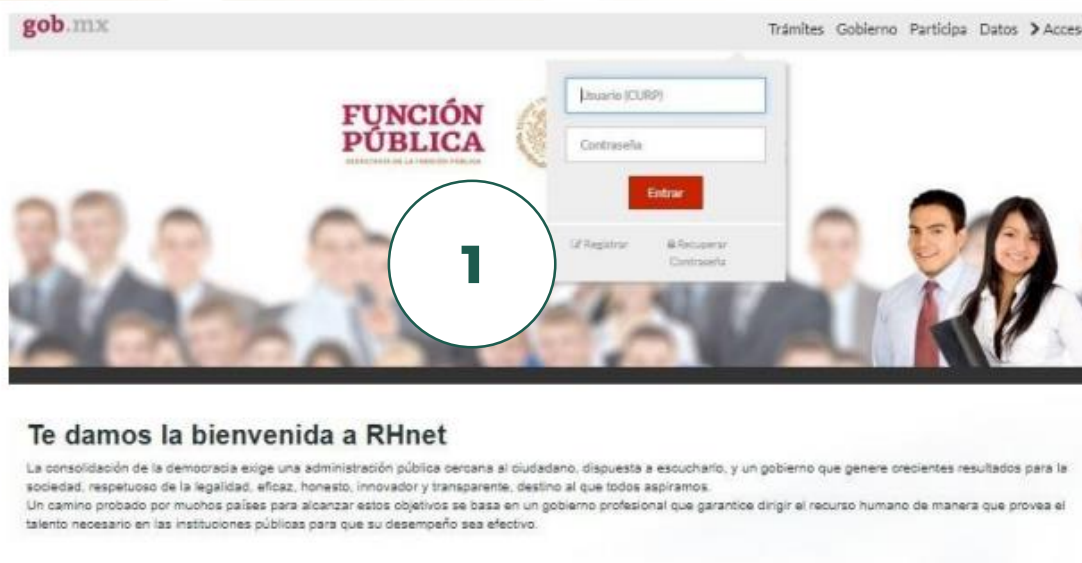 gob.mx
Trámites Gobierno Participa Datos Acces
FUNCIÓN
PÚBLICA
SECRETARÍA DE LA FUNCIÓN PÚBLICA
Usuario (CURP)
Contraseña
Entrar
Registrar
Recuperar
Contraseña
1
Te damos la bienvenida a RHnet
La consolidación de la democracia exige una administración pública cercana al ciudadano, dispuesta a escucharlo, y un gobierno que genere crecientes resultados para la
sociedad, respetuoso de la legalidad, eficaz, honesto, innovador y transparente, destino al que todos aspiramos.
Un camino probado por muchos países para alcanzar estos objetivos se basa en un gobierno profesional que garantice dirigir el recurso humano de manera que provea el
talento necesario en las instituciones públicas para que su desempeño sea efectivo.